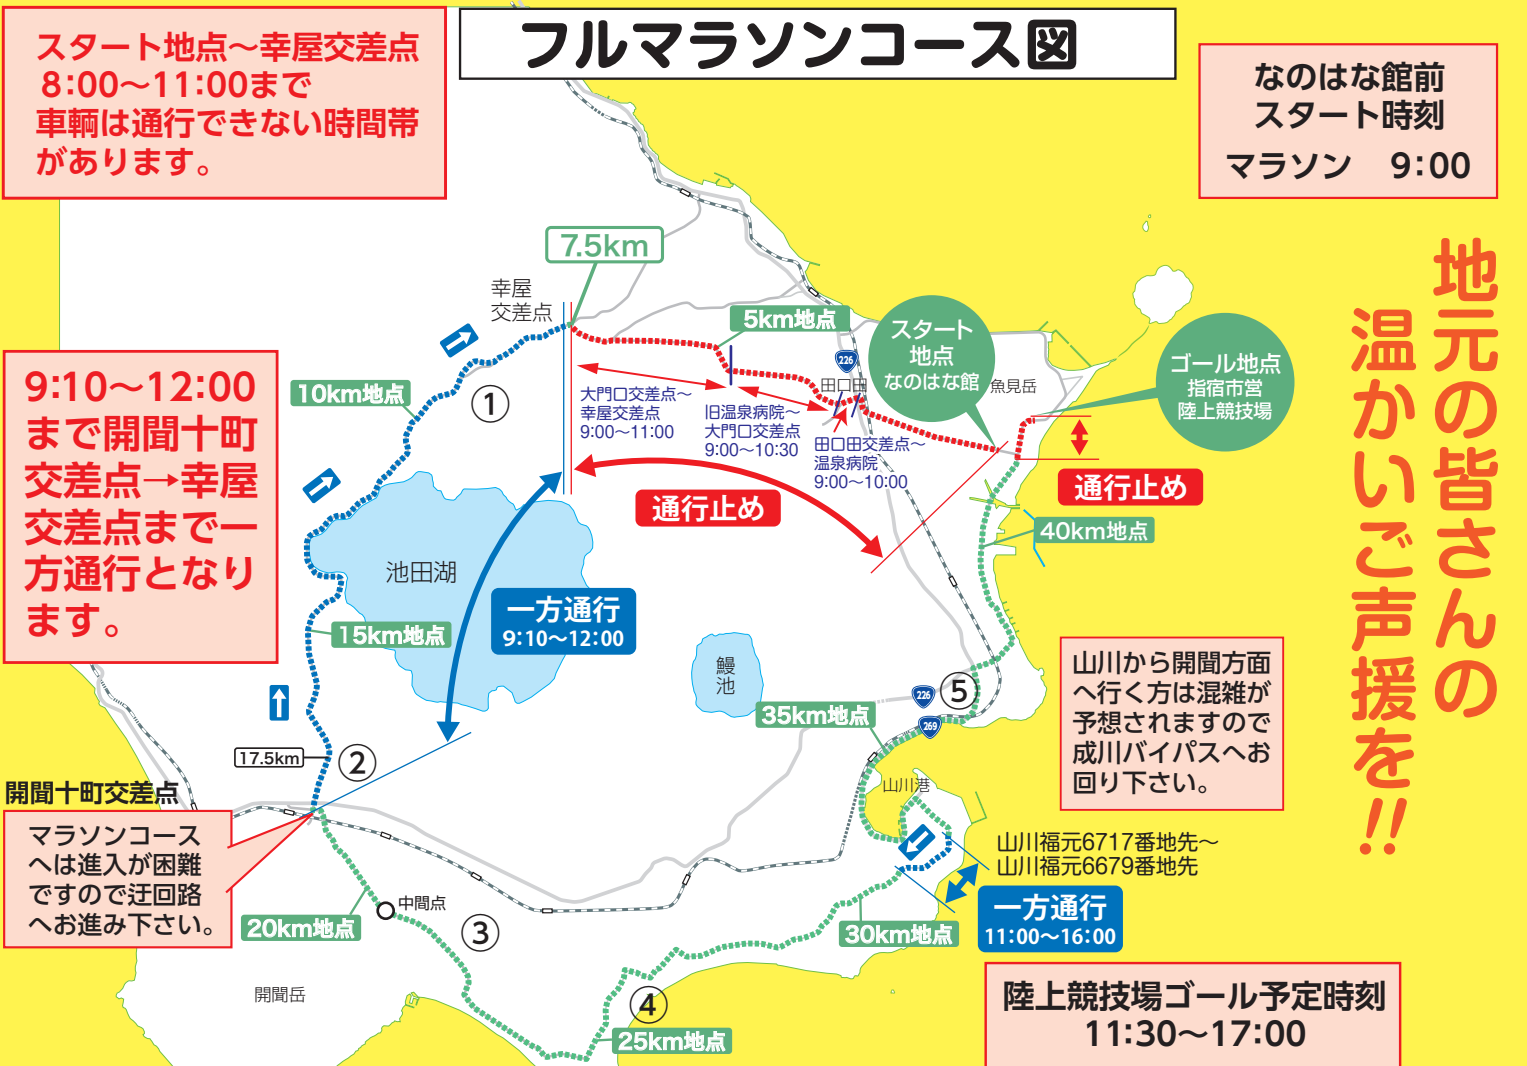 フルマラソンコース図
スタート地点～幸屋交差点
8:00～11:00まで
車輌は通行できない時間帯
があります。
なのはな館前
スタート時刻
マラソン　9:00
地元の皆さんの
温かいご声援を!!
7.5km
幸屋
交差点
5km地点
226
スタート
地点
なのはな館
ゴール地点
指宿市営
陸上競技場
魚見岳
田口田
10km地点
①
大門口交差点～
幸屋交差点
9:00～11:00
旧温泉病院～
大門口交差点
9:00～10:30
田口田交差点～
温泉病院
9:00～10:00
9:10～12:00
まで開聞十町
交差点→幸屋
交差点まで一
方通行となり
ます。
通行止め
通行止め
40km地点
池田湖
一方通行
9:10～12:00
15km地点
鰻
池
山川から開聞方面
へ行く方は混雑が
予想されますので
成川バイパスへお
回り下さい。
⑤
226
269
35km地点
17.5km
②
開聞十町交差点
マラソンコース
へは進入が困難
ですので迂回路
へお進み下さい。
山川港
山川福元6717番地先～
山川福元6679番地先
一方通行
11:00～16:00
中間点
20km地点
③
30km地点
開聞岳
④
25km地点
陸上競技場ゴール予定時刻
11:30～17:00